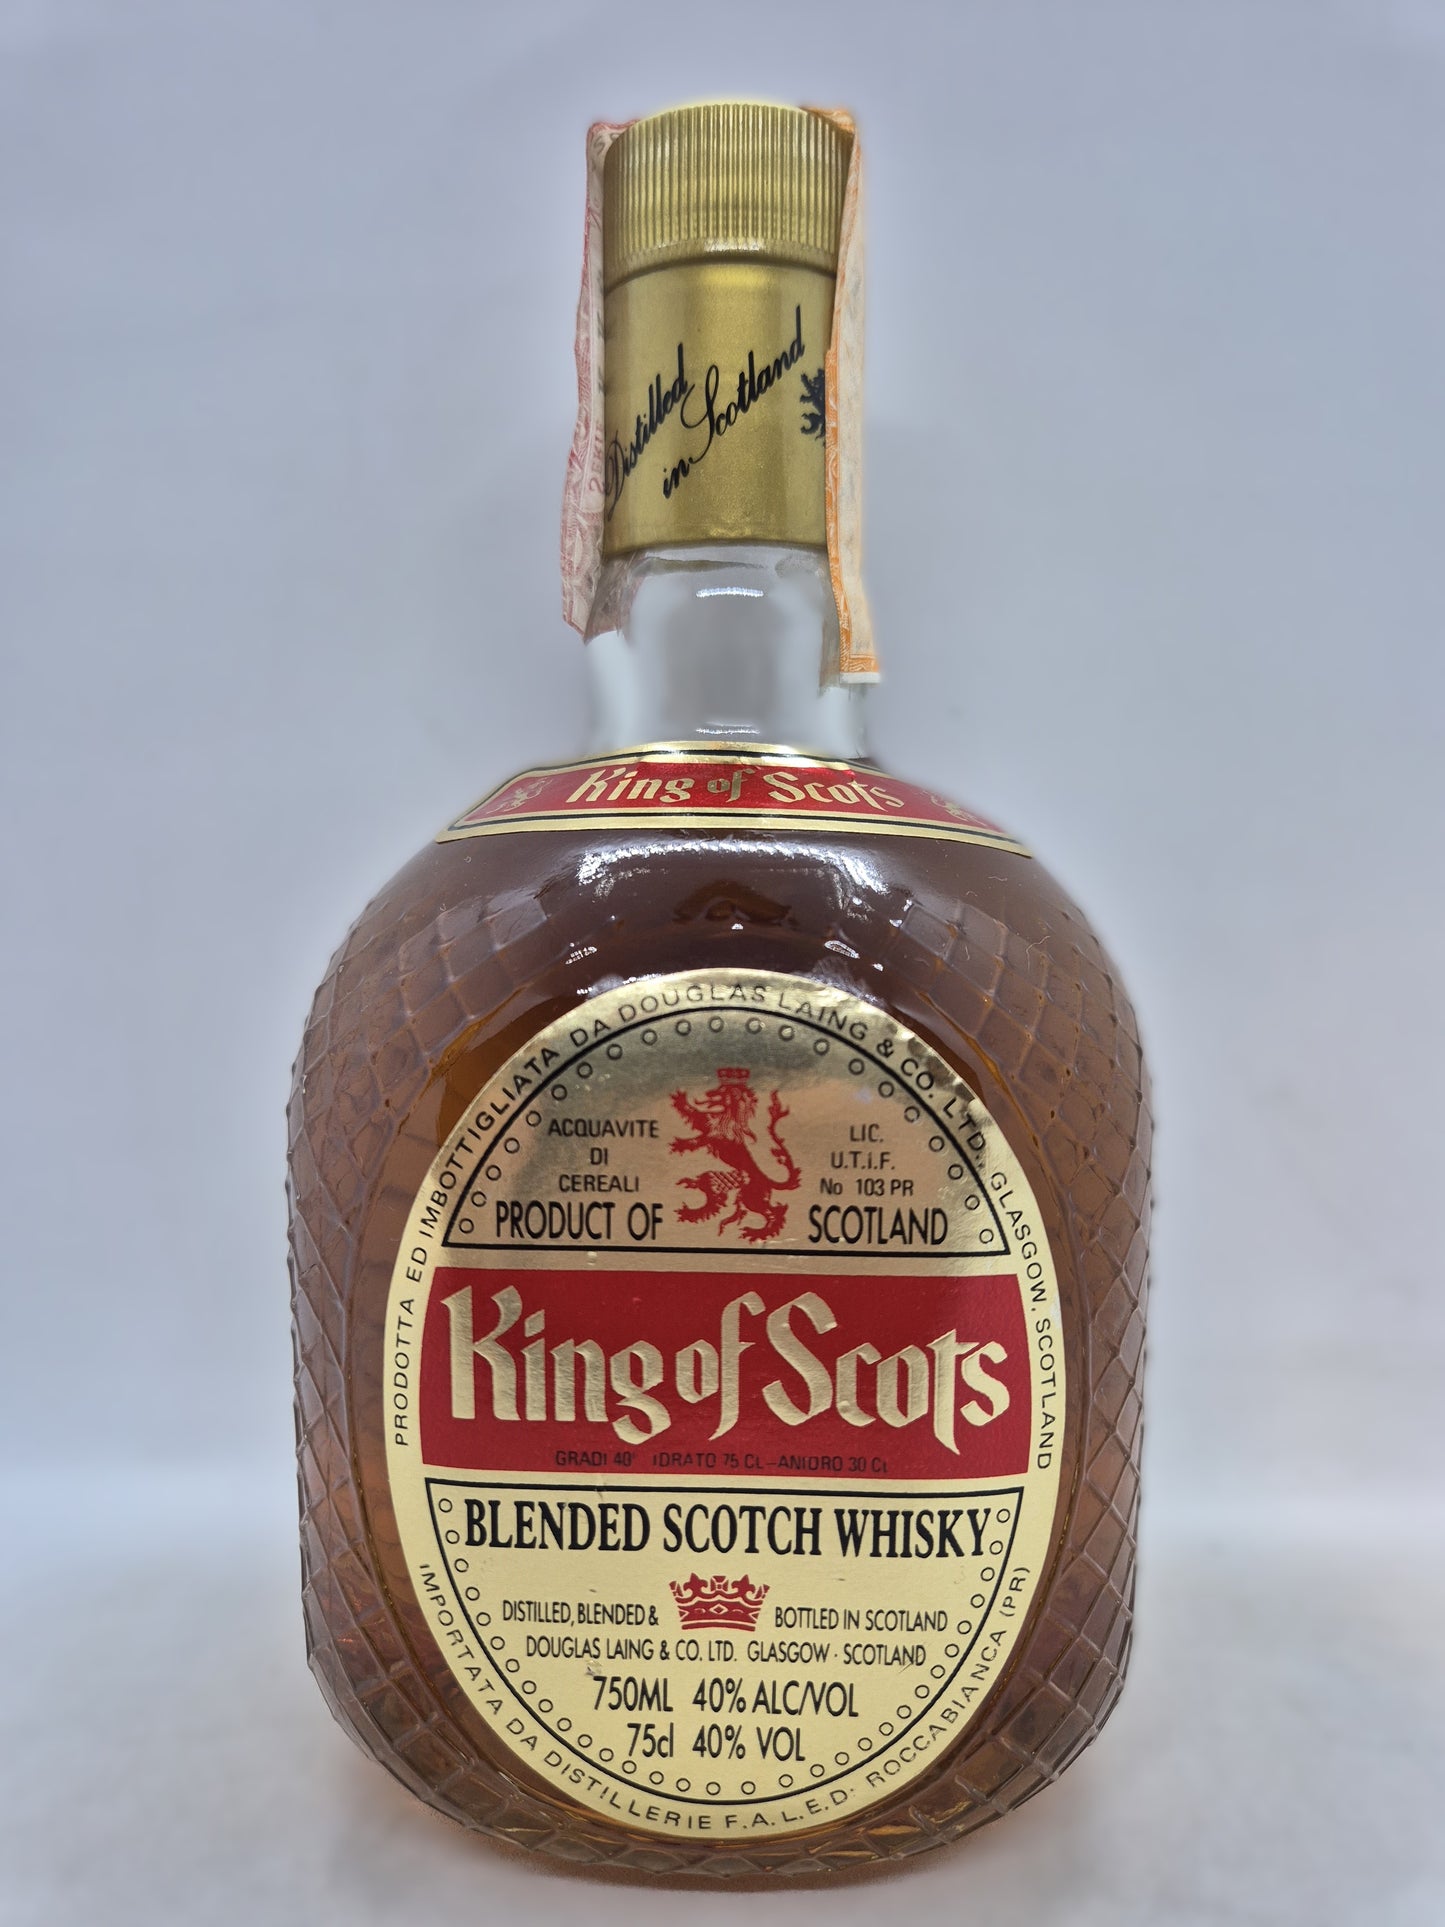 Distilled
in Scotland
King of Scots
PRODOTTA ED IMBOTTIGLIATA DA DOUGLAS LAING & CO. LTD., GLASGOW, SCOTLAND
ACQUAVITE
DI
CEREALI
LIC.
U.T.I.F.
No 103 PR
PRODUCT OF SCOTLAND
King of Scots
GRADI 40° IDRATO 75 CL-ANIDRO 30 CL
BLENDED SCOTCH WHISKY
DISTILLED, BLENDED & BOTTLED IN SCOTLAND
DOUGLAS LAING & CO. LTD. GLASGOW · SCOTLAND
750ML 40% ALC/VOL
75cl 40% VOL
IMPORTATA DA DISTILLERIE F.A.L.E.D· ROCCABIANCA (PR)